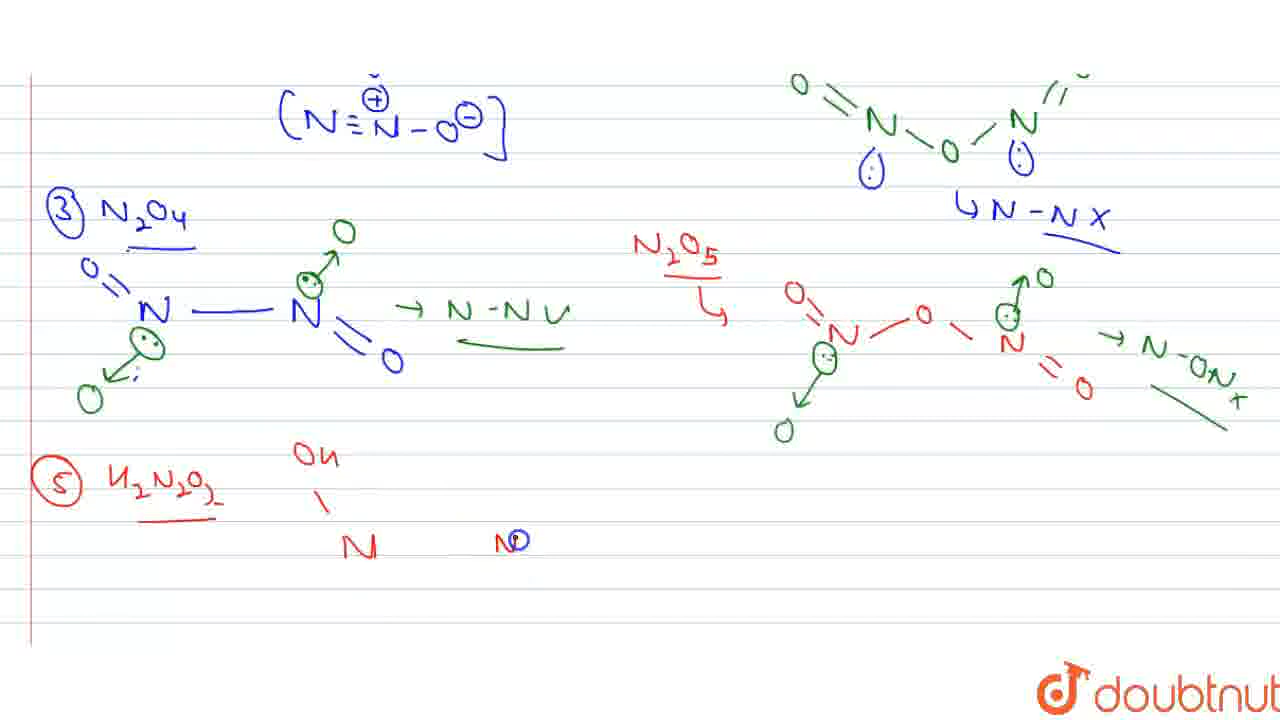 [N≡N⊕-O⊖]
O=N-O-N=
→ N-N x
③ N2O4
O=N—N=O
O O
→ N-N ✓
N2O5
O=N-O-N=O
O O
→ N-O-N x
⑤ H2N2O2
OH
N N
doubtnut